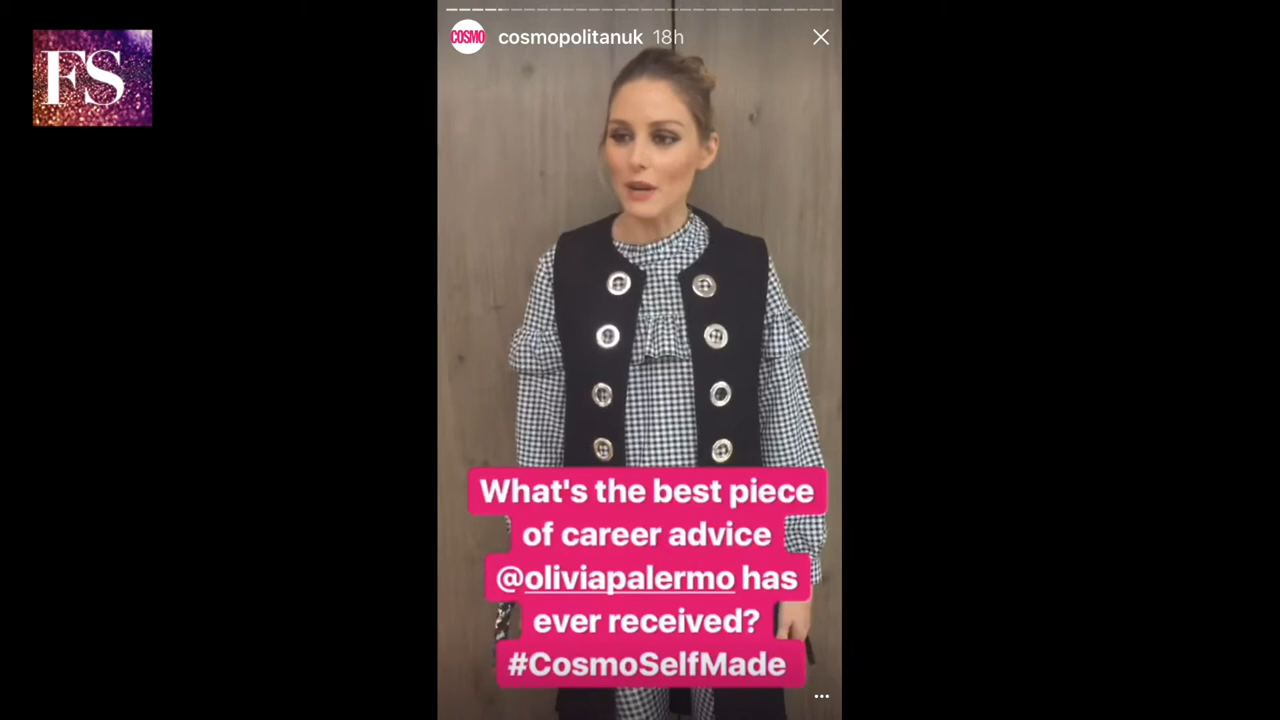 FS
COSMO
cosmopolitanuk 18h
What's the best piece
of career advice
@oliviapalermo has
ever received?
#CosmoSelfMade